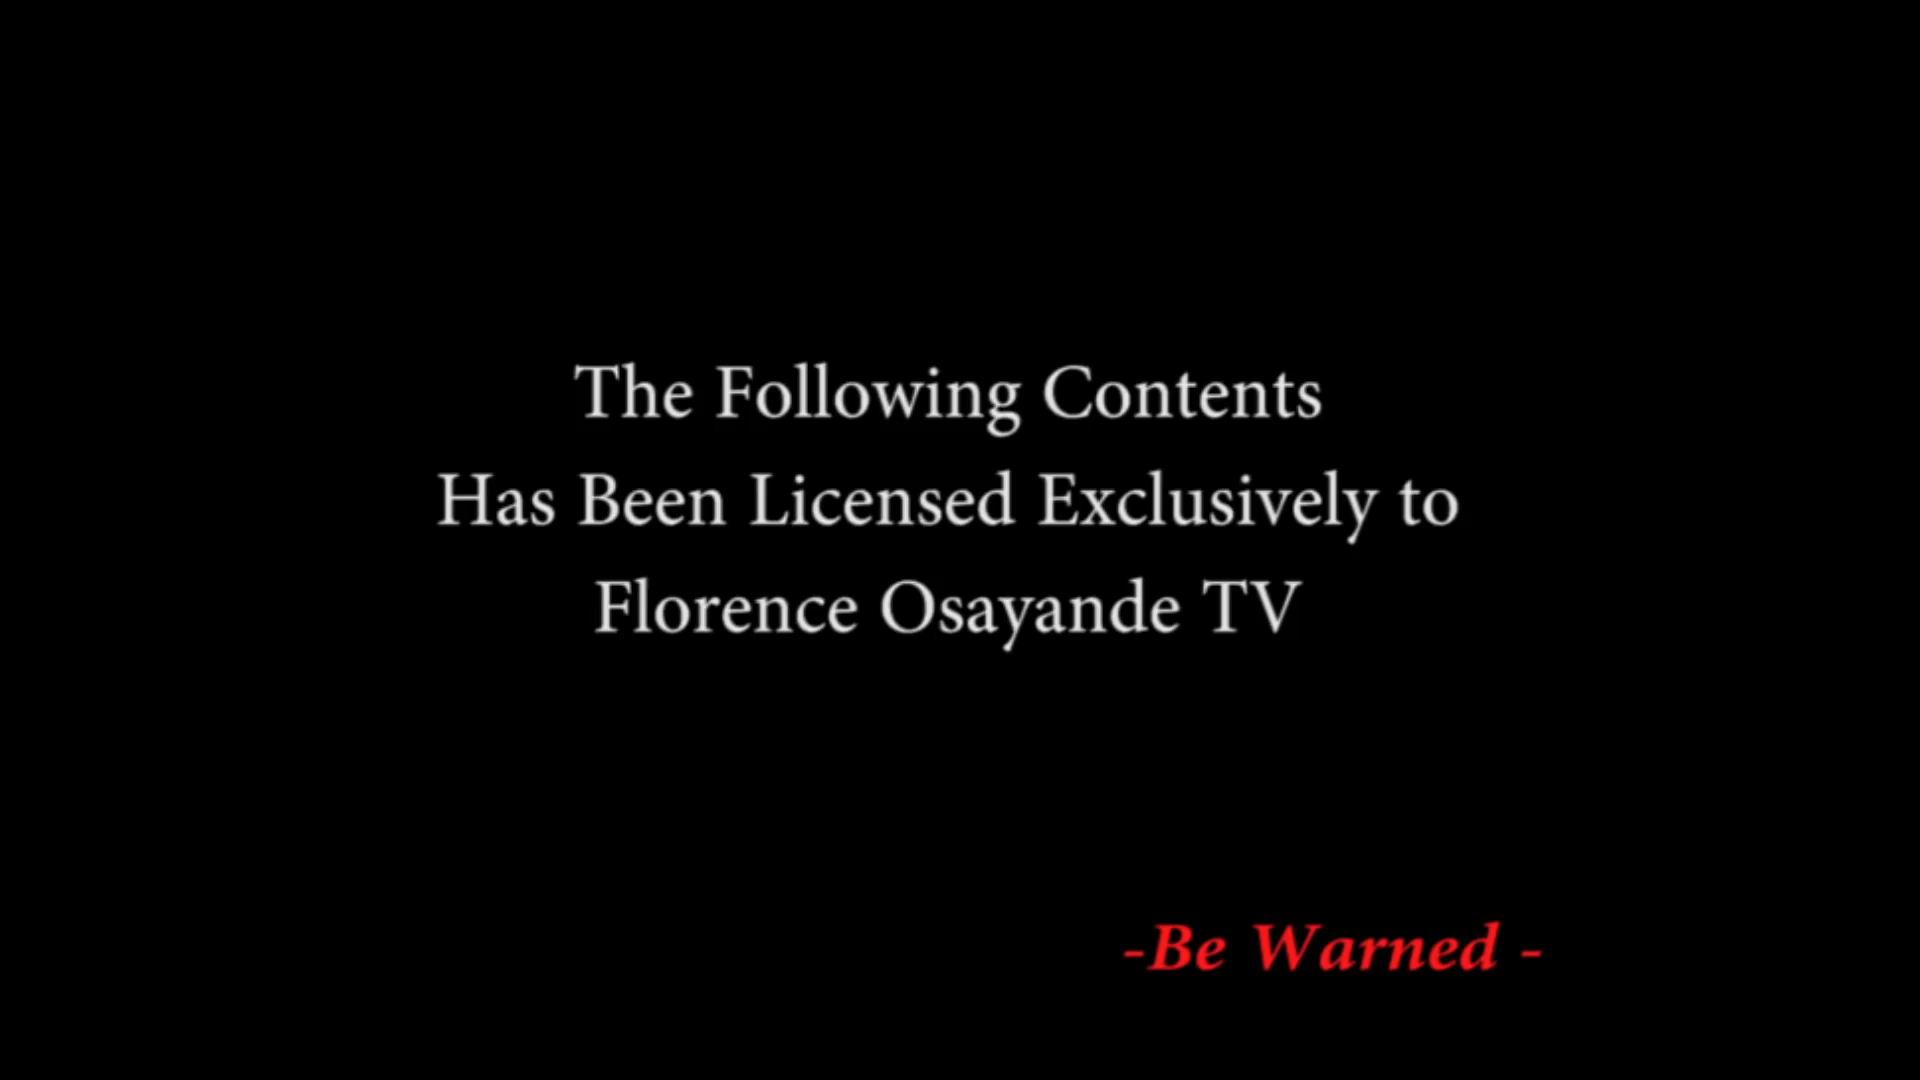 The Following Contents
Has Been Licensed Exclusively to
Florence Osayande TV
-Be Warned -